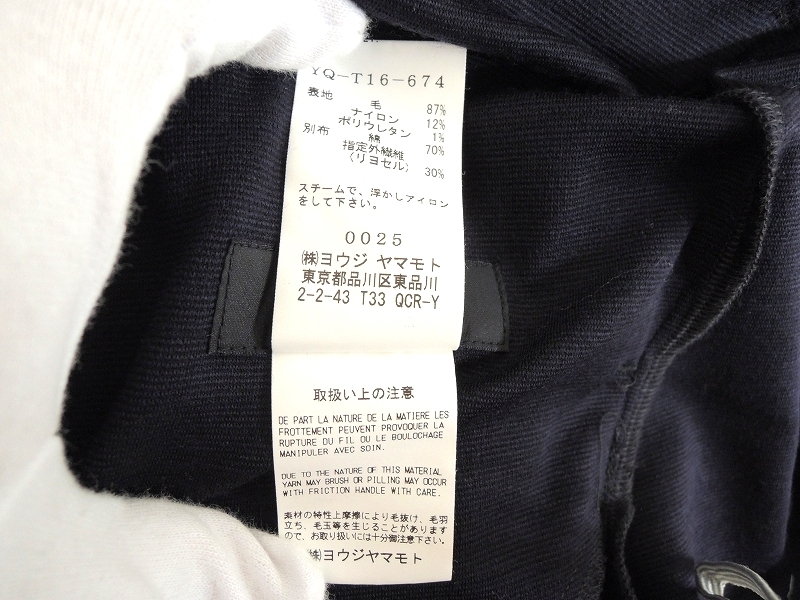 YQ-T16-674
表地 毛 87%
ナイロン 12%
ポリウレタン 1%
別布 綿 70%
指定外繊維
(リヨセル) 30%
スチームで、浮かしアイロン
をして下さい。
0025
㈱ヨウジ ヤマモト
東京都品川区東品川
2-2-43 T33 QCR-Y
取扱い上の注意
DE PART LA NATURE DE LA MATIERE LES
FROTTEMENT PEUVENT PROVOQUER LA
RUPTURE DU FIL OU LE BOULOCHAGE
MANIPULER AVEC SOIN.
DUE TO THE NATURE OF THIS MATERIAL
YARN MAY BRUSH OR PILLING MAY OCCUR
WITH FRICTION HANDLE WITH CARE.
素材の特性上摩擦により毛抜け、毛羽
立ち、毛玉等を生じることがあります
ので、お取り扱いには十分御注意下さい。
㈱ヨウジヤマモト